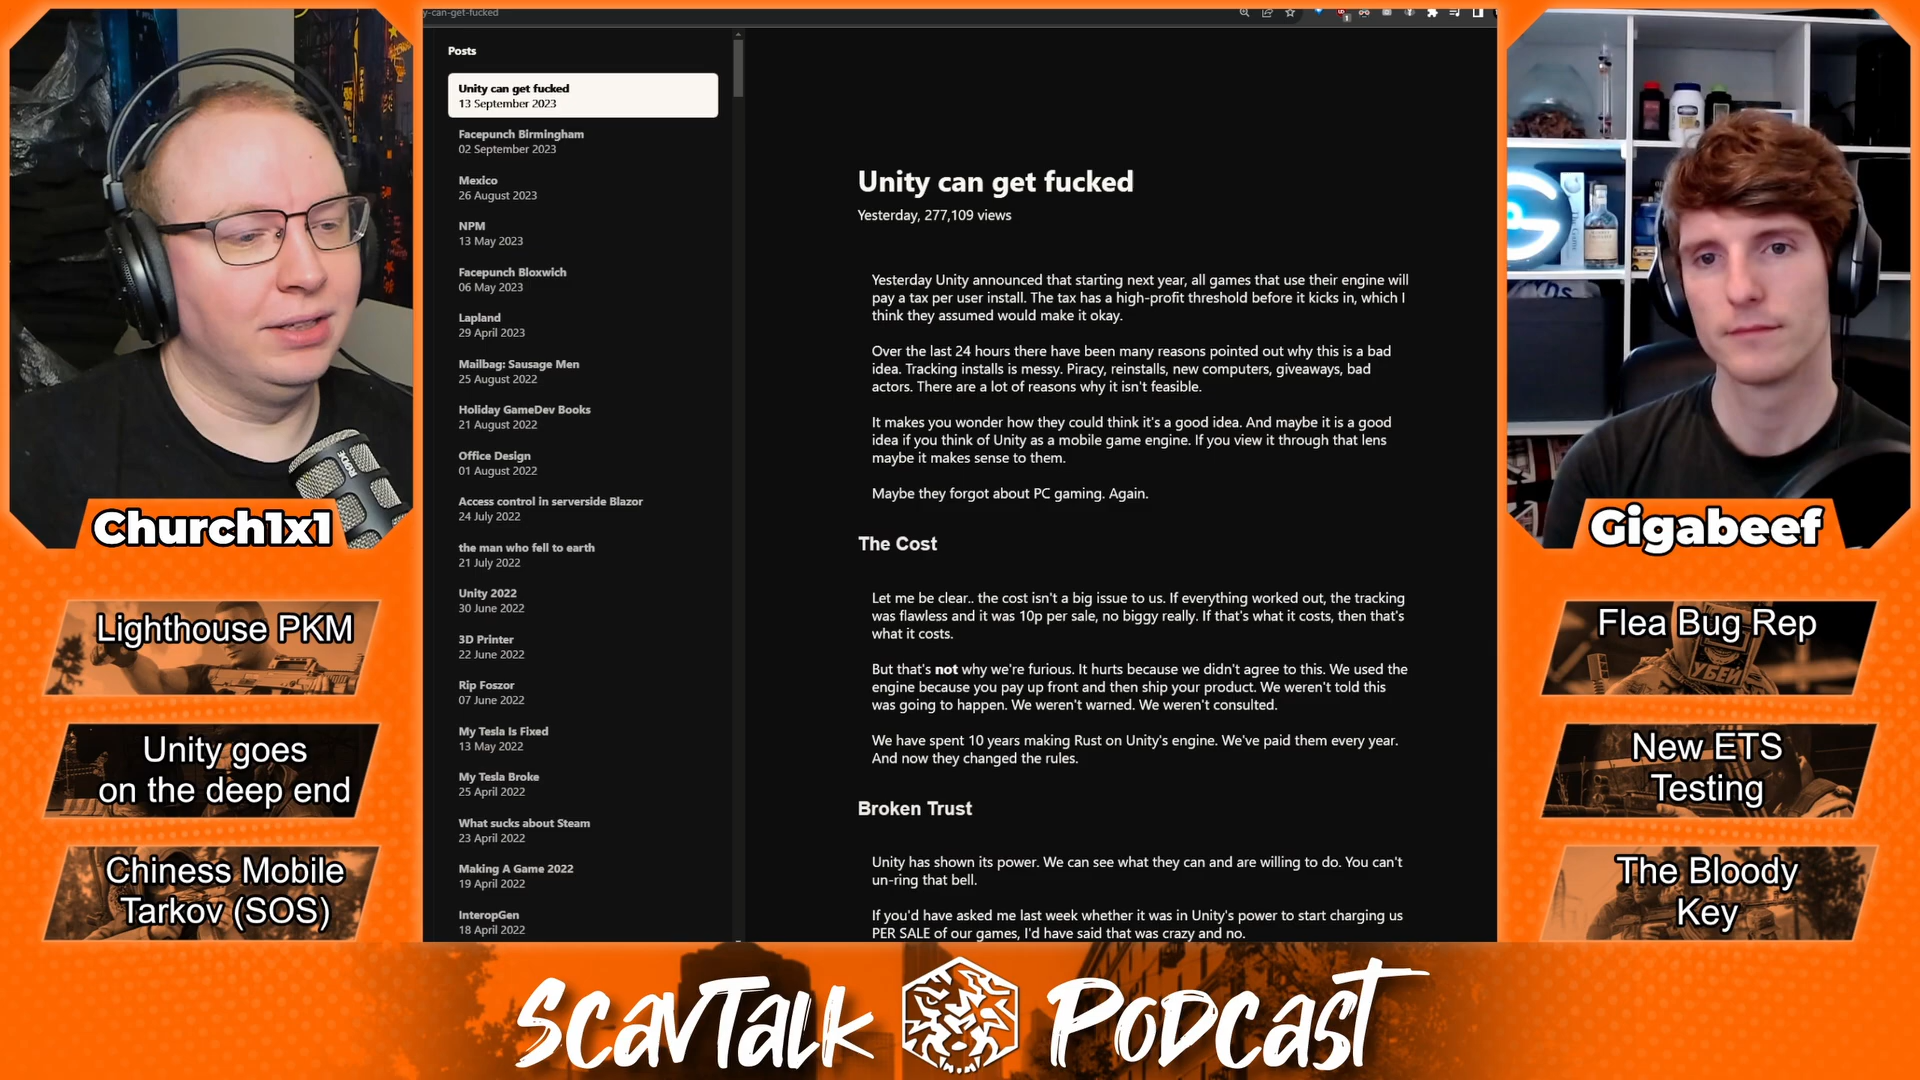 y-can-get-fucked
Posts
Unity can get fucked
13 September 2023
Facepunch Birmingham
02 September 2023
Mexico
26 August 2023
NPM
13 May 2023
Facepunch Bloxwich
06 May 2023
Lapland
29 April 2023
Mailbag: Sausage Men
25 August 2022
Holiday GameDev Books
21 August 2022
Office Design
01 August 2022
Access control in serverside Blazor
24 July 2022
the man who fell to earth
21 July 2022
Unity 2022
30 June 2022
3D Printer
22 June 2022
Rip Foszor
07 June 2022
My Tesla Is Fixed
13 May 2022
My Tesla Broke
25 April 2022
What sucks about Steam
23 April 2022
Making A Game 2022
19 April 2022
InteropGen
18 April 2022
Unity can get fucked
Yesterday, 277,109 views
Yesterday Unity announced that starting next year, all games that use their engine will
pay a tax per user install. The tax has a high-profit threshold before it kicks in, which I
think they assumed would make it okay.
Over the last 24 hours there have been many reasons pointed out why this is a bad
idea. Tracking installs is messy. Piracy, reinstalls, new computers, giveaways, bad
actors. There are a lot of reasons why it isn't feasible.
It makes you wonder how they could think it's a good idea. And maybe it is a good
idea if you think of Unity as a mobile game engine. If you view it through that lens
maybe it makes sense to them.
Maybe they forgot about PC gaming. Again.
The Cost
Let me be clear.. the cost isn't a big issue to us. If everything worked out, the tracking
was flawless and it was 10p per sale, no biggy really. If that's what it costs, then that's
what it costs.
But that's not why we're furious. It hurts because we didn't agree to this. We used the
engine because you pay up front and then ship your product. We weren't told this
was going to happen. We weren't warned. We weren't consulted.
We have spent 10 years making Rust on Unity's engine. We've paid them every year.
And now they changed the rules.
Broken Trust
Unity has shown its power. We can see what they can and are willing to do. You can't
un-ring that bell.
If you'd have asked me last week whether it was in Unity's power to start charging us
PER SALE of our games, I'd have said that was crazy and no.
RØDE
Church1x1
Lighthouse PKM
Unity goes
on the deep end
Chiness Mobile
Tarkov (SOS)
Gigabeef
Flea Bug Rep
УБЕЙ
New ETS
Testing
The Bloody
Key
ScavTalk Podcast